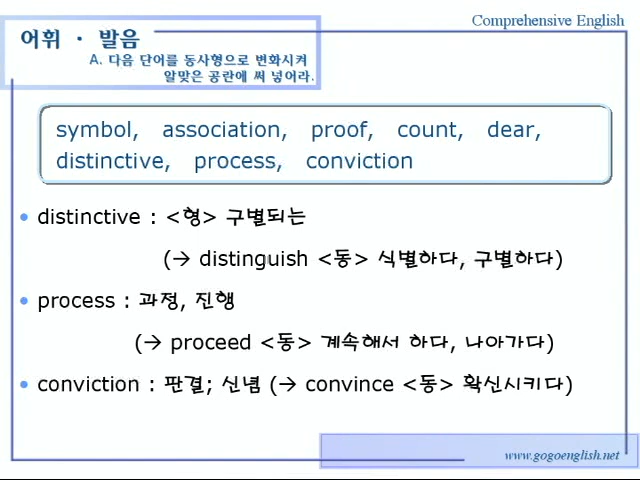 Comprehensive English
어휘 · 발음
A. 다음 단어를 동사형으로 변화시켜
알맞은 공란에 써 넣어라.
symbol, association, proof, count, dear,
distinctive, process, conviction
• distinctive : <형> 구별되는
(→ distinguish <동> 식별하다, 구별하다)
• process : 과정, 진행
(→ proceed <동> 계속해서 하다, 나아가다)
• conviction : 판결; 신념 (→ convince <동> 확신시키다)
www.gogoenglish.net